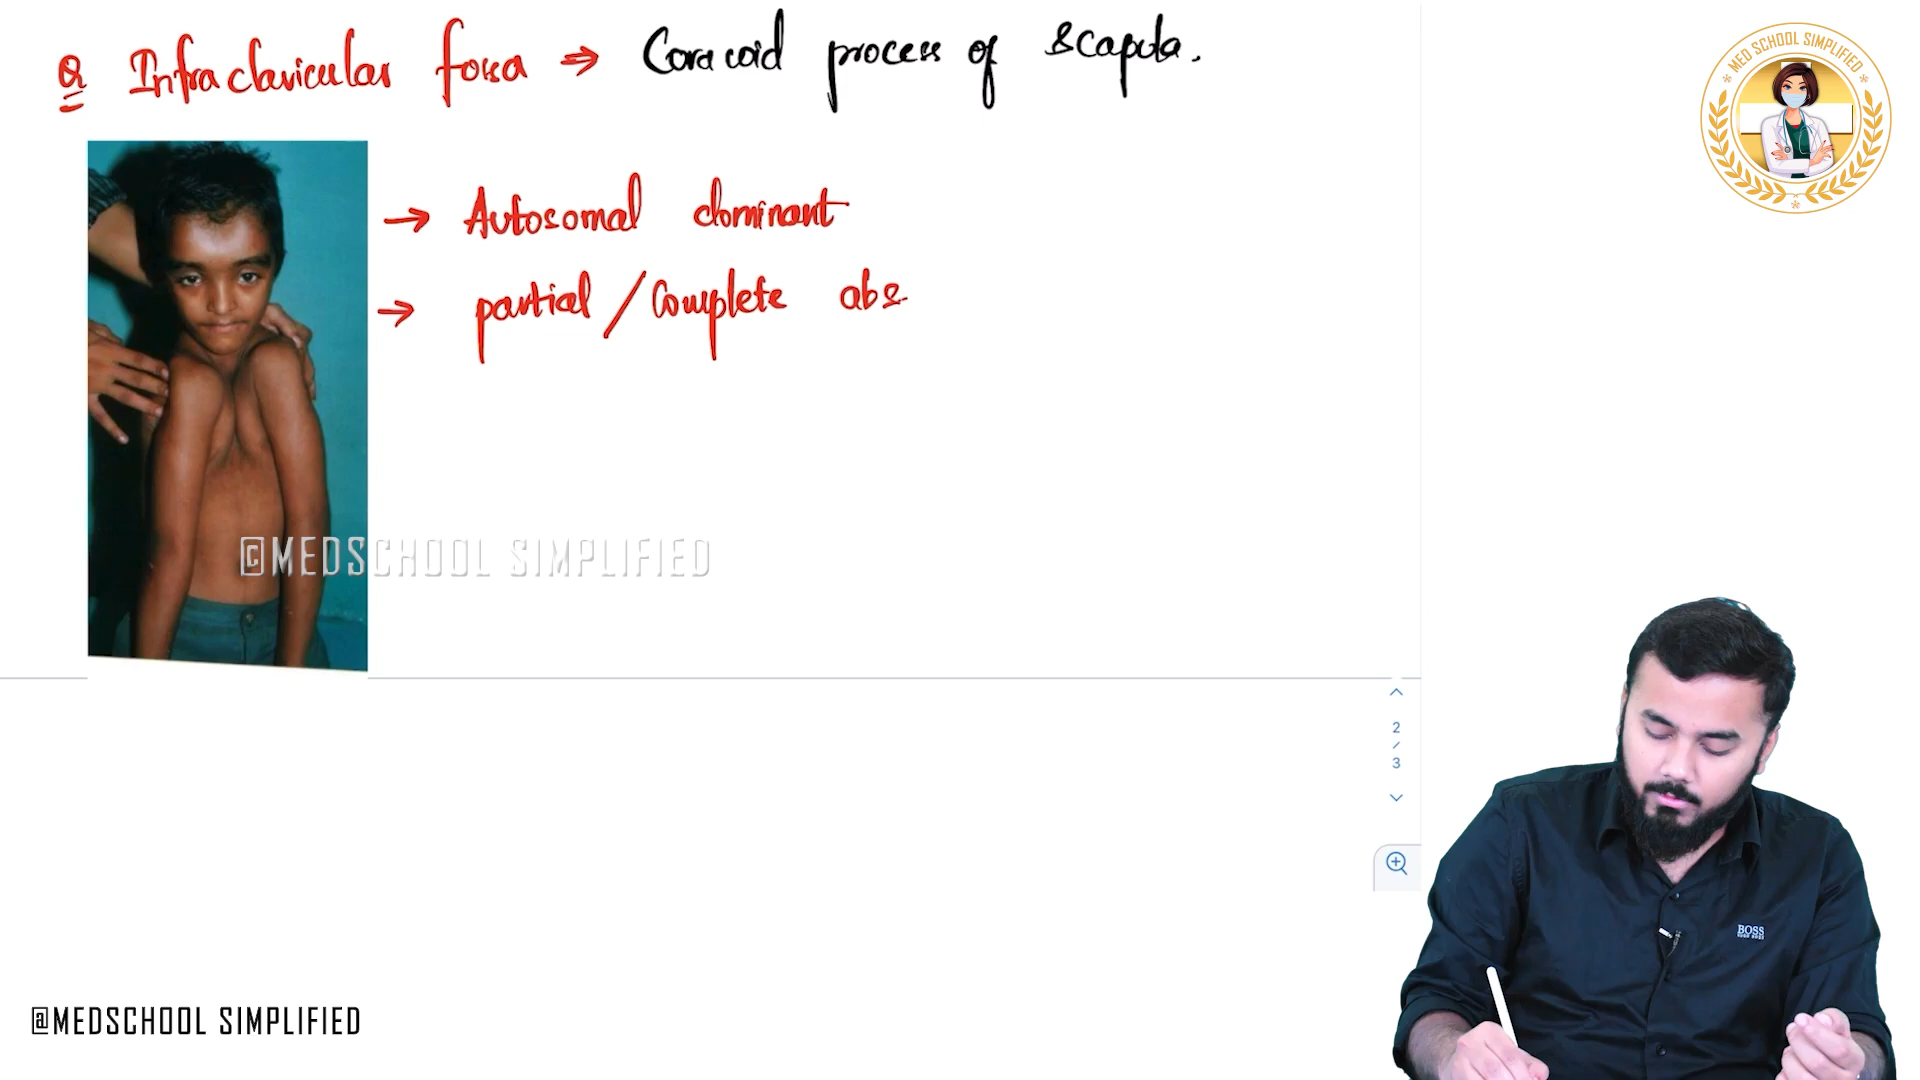 Q Infraclavicular fossa → Coracoid process of Scapula.
MED SCHOOL SIMPLIFIED
→ Autosomal dominant
→ partial / Complete abs
©MEDSCHOOL SIMPLIFIED
2
/
3
BOSS
@MEDSCHOOL SIMPLIFIED